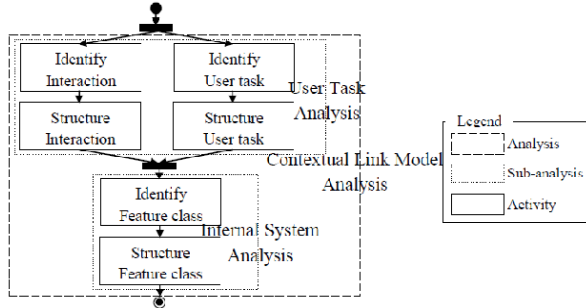 Identify
Interaction
Identify
User task
User Task
Analysis
Structure
Interaction
Structure
User task
Contextual Link Model
Analysis
Identify
Feature class
Internal System
Analysis
Structure
Feature class
Legend
Analysis
Sub-analysis
Activity